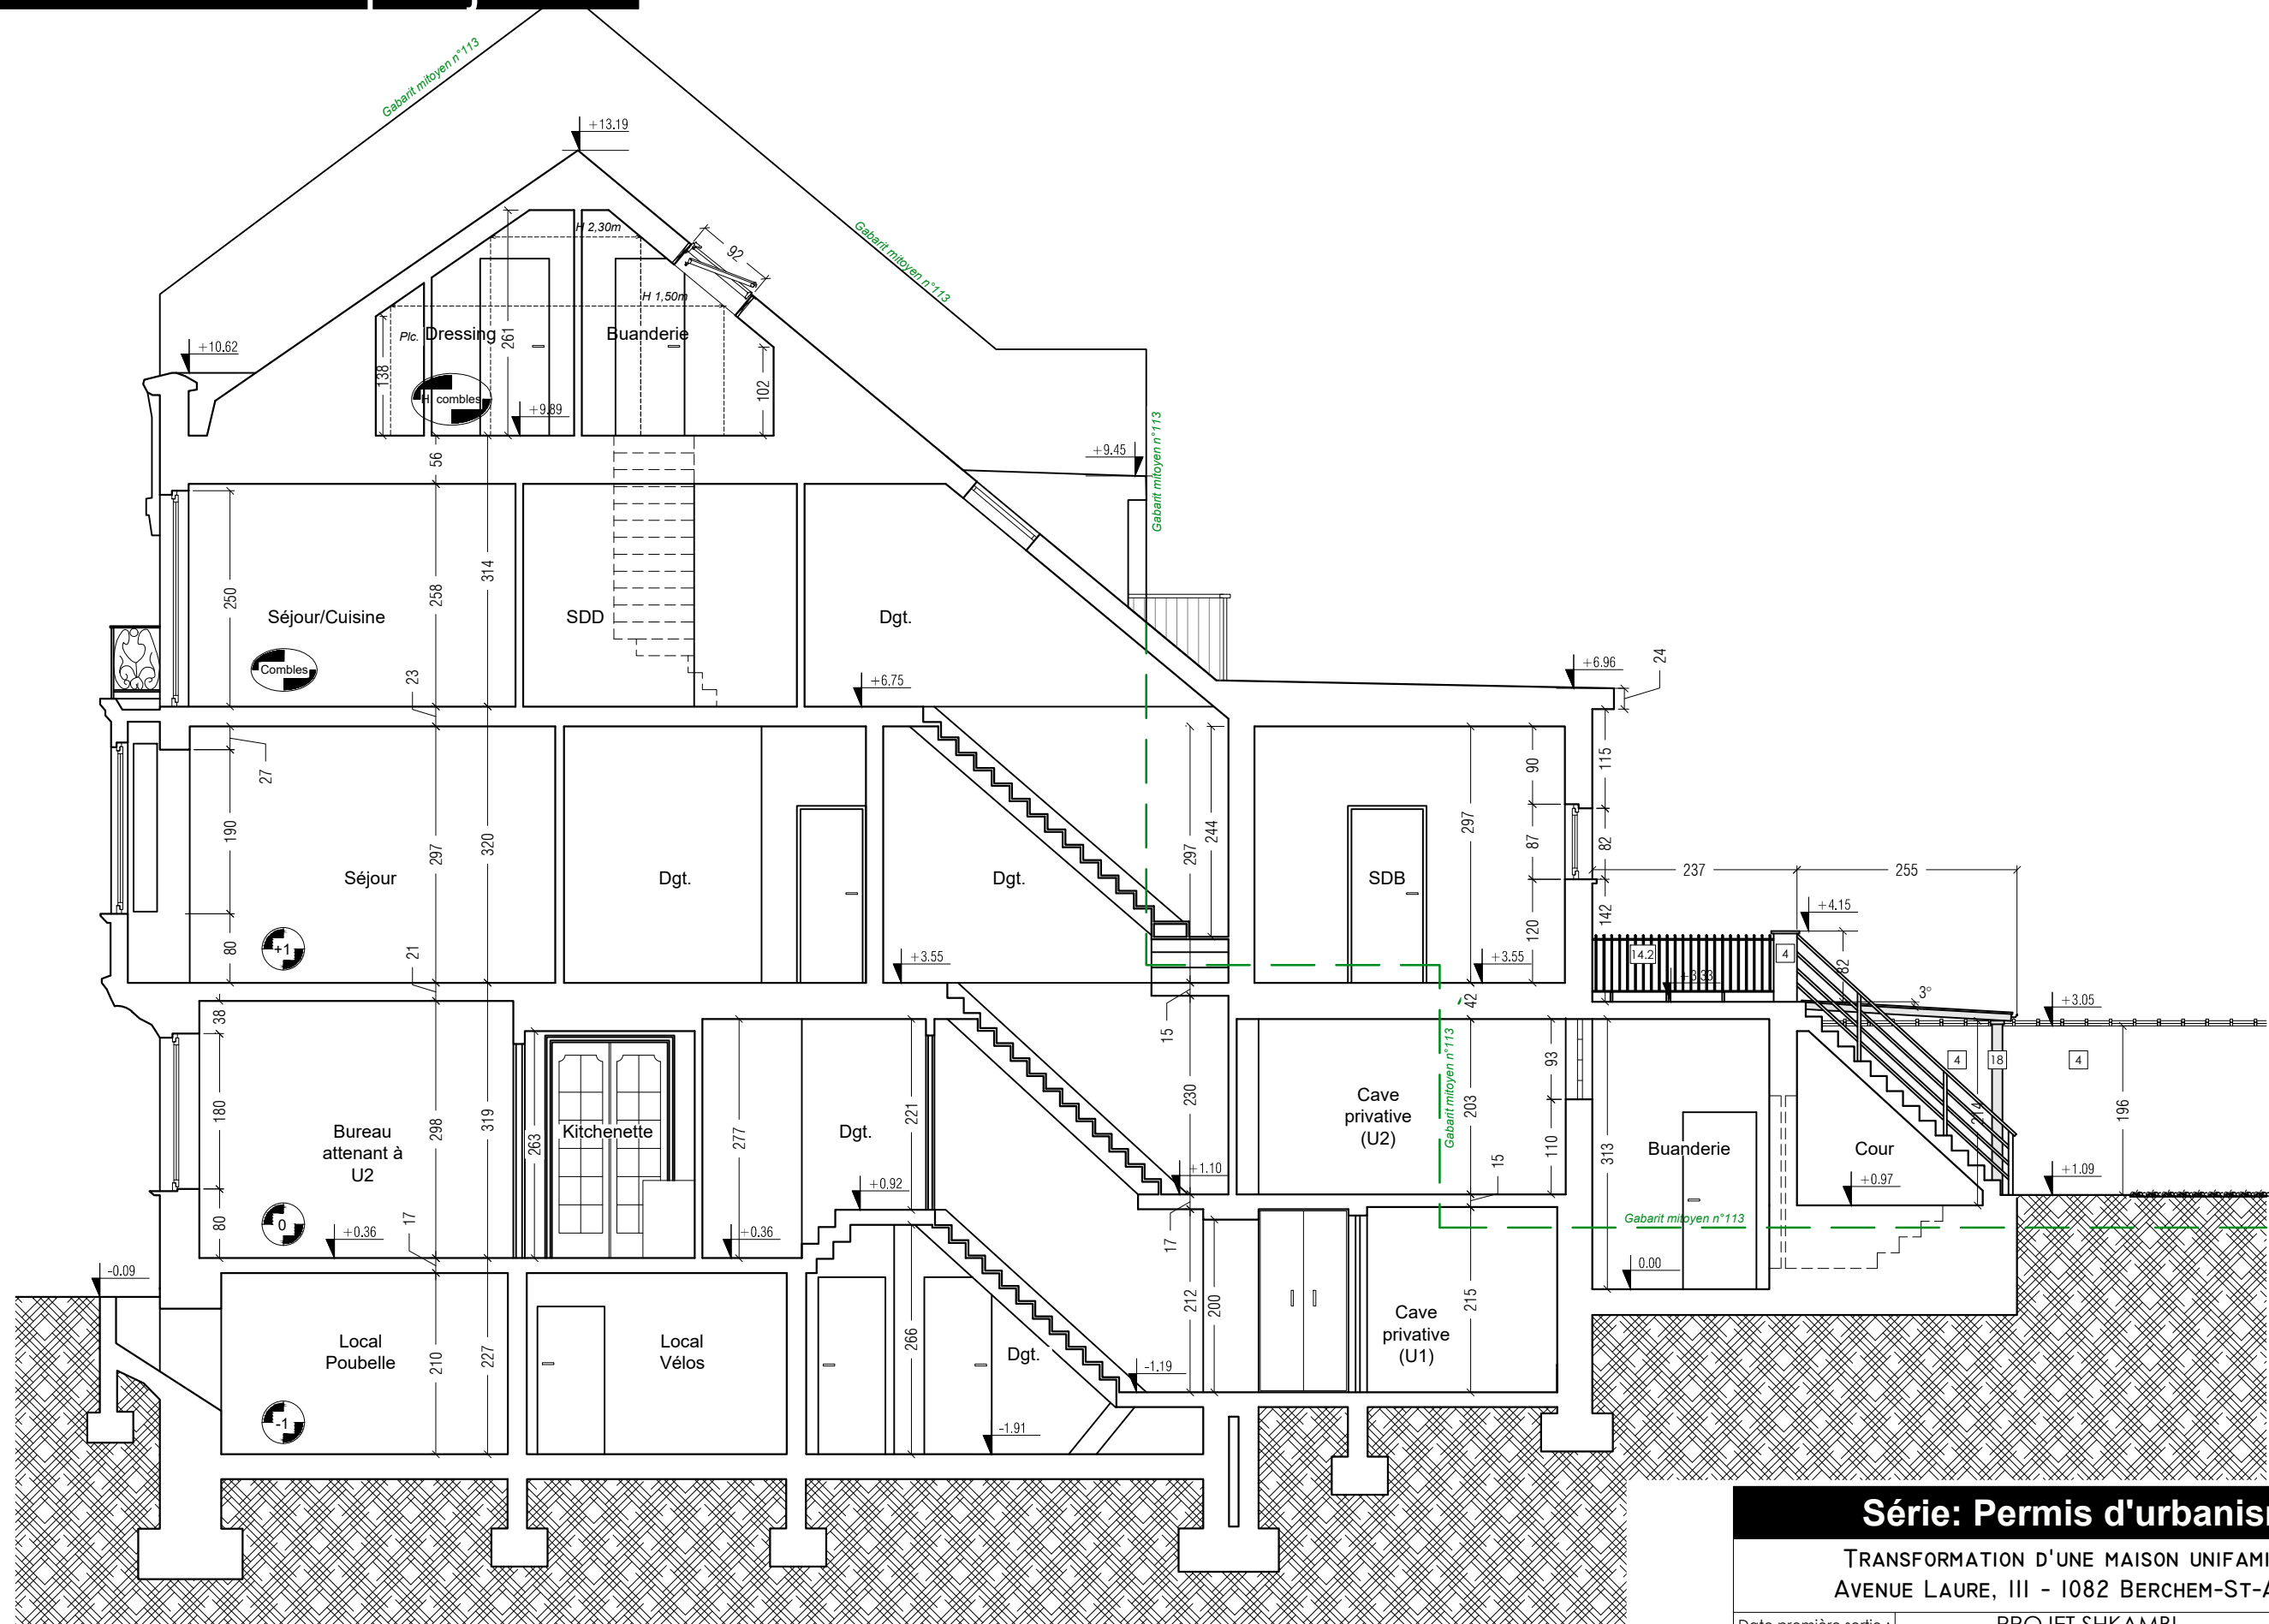 Gabarit mitoyen n°113
+13.19
H 2,30m
92
Gabarit mitoyen n°113
H 1,50m
Plc. Dressing
261
Buanderie
+10.62
138
102
H. combles
+9.89
+9.45
Gabarit mitoyen n°113
56
250
258
314
Séjour/Cuisine
SDD
Dgt.
Combles
23
+6.75
+6.96
24
27
190
297
320
297
244
297
90
115
87
82
Séjour
Dgt.
Dgt.
SDB
237
255
80
+1
21
+3.55
+3.55
120
142
14.2
4
+4.15
82
+3.33
3°
+3.05
38
42
15
180
298
319
263
277
221
230
203
93
110
313
Gabarit mitoyen n°113
Bureau
attenant à
U2
Kitchenette
Dgt.
Cave
privative
(U2)
Buanderie
Cour
4
18
4
214
196
+1.10
15
+0.92
+0.97
+1.09
80
0
+0.36
17
+0.36
17
Gabarit mitoyen n°113
-0.09
0.00
212
200
215
Local
Poubelle
210
227
Local
Vélos
266
Dgt.
Cave
privative
(U1)
-1.19
-1
-1.91
Série: Permis d'urbanis
TRANSFORMATION D'UNE MAISON UNIFAMI
AVENUE LAURE, 111 - 1082 BERCHEM-ST-A
Date première sortie :
PROJET SHKAMBI